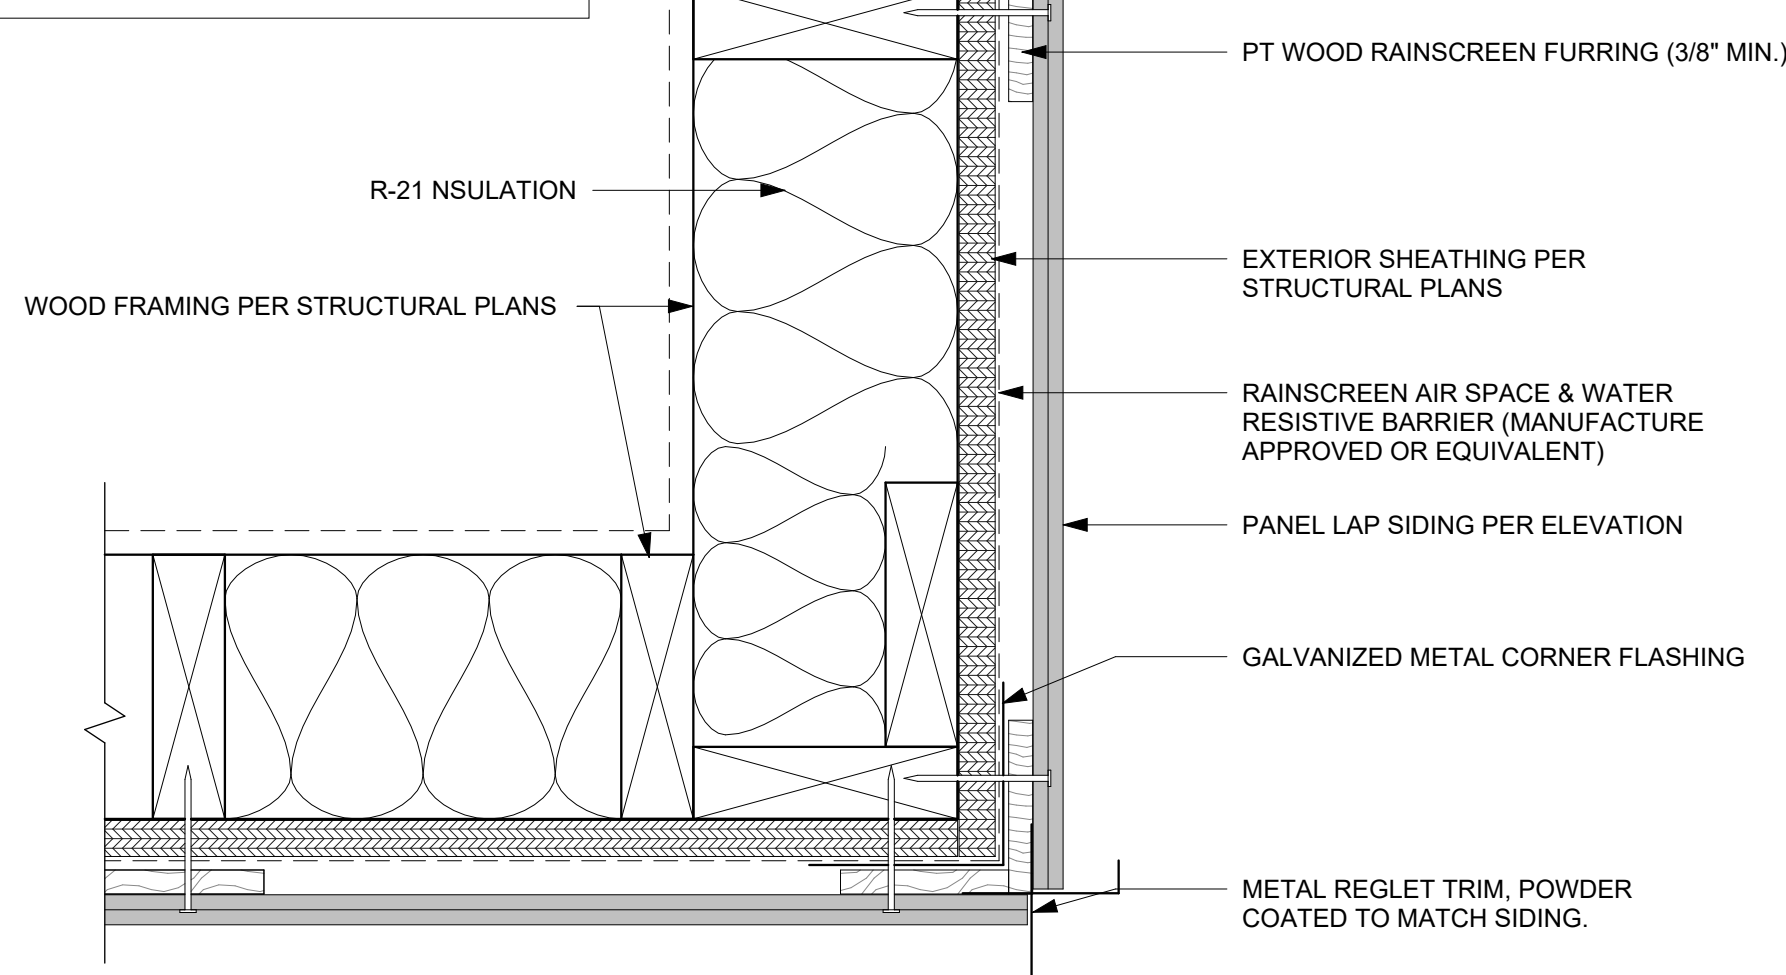 PT WOOD RAINSCREEN FURRING (3/8" MIN.)
R-21 NSULATION
EXTERIOR SHEATHING PER
STRUCTURAL PLANS
WOOD FRAMING PER STRUCTURAL PLANS
RAINSCREEN AIR SPACE & WATER
RESISTIVE BARRIER (MANUFACTURE
APPROVED OR EQUIVALENT)
PANEL LAP SIDING PER ELEVATION
GALVANIZED METAL CORNER FLASHING
METAL REGLET TRIM, POWDER
COATED TO MATCH SIDING.